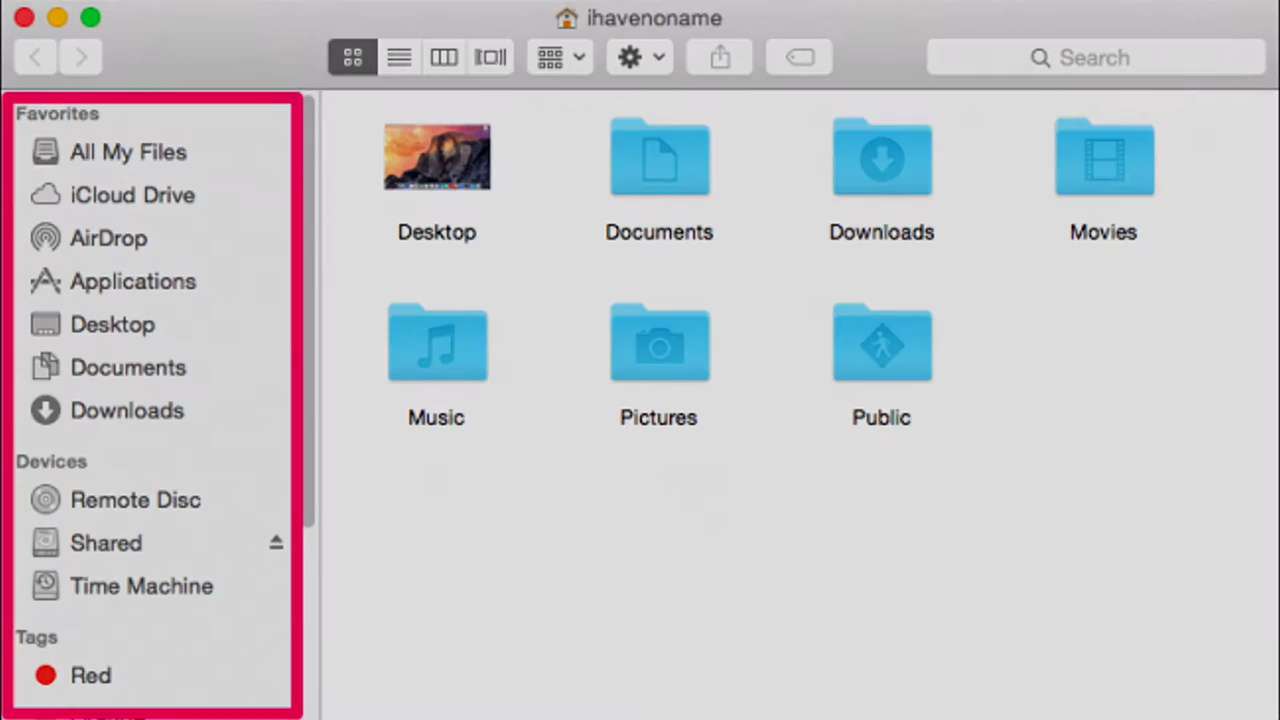 ihavenoname
Search
Favorites
All My Files
iCloud Drive
AirDrop
Applications
Desktop
Documents
Downloads
Devices
Remote Disc
Shared
Time Machine
Tags
Red
Desktop
Documents
Downloads
Movies
Music
Pictures
Public